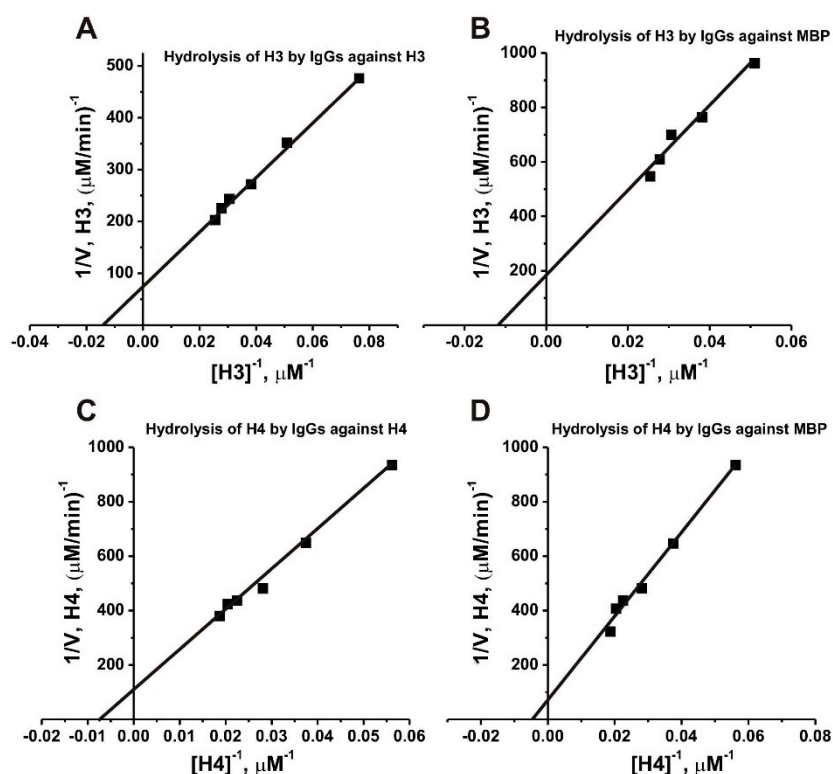 A
Hydrolysis of H3 by IgGs against H3
1/V, H3, (μM/min)⁻¹
500
400
300
200
100
-0.04 -0.02 0.00 0.02 0.04 0.06 0.08
[H3]⁻¹, μM⁻¹
B
Hydrolysis of H3 by IgGs against MBP
1/V, H3, (μM/min)⁻¹
1000
800
600
400
200
0.00 0.02 0.04 0.06
[H3]⁻¹, μM⁻¹
C
Hydrolysis of H4 by IgGs against H4
1/V, H4, (μM/min)⁻¹
1000
800
600
400
200
-0.02 -0.01 0.00 0.01 0.02 0.03 0.04 0.05 0.06
[H4]⁻¹, μM⁻¹
D
Hydrolysis of H4 by IgGs against MBP
1/V, H4, (μM/min)⁻¹
1000
800
600
400
200
-0.02 0.00 0.02 0.04 0.06 0.08
[H4]⁻¹, μM⁻¹